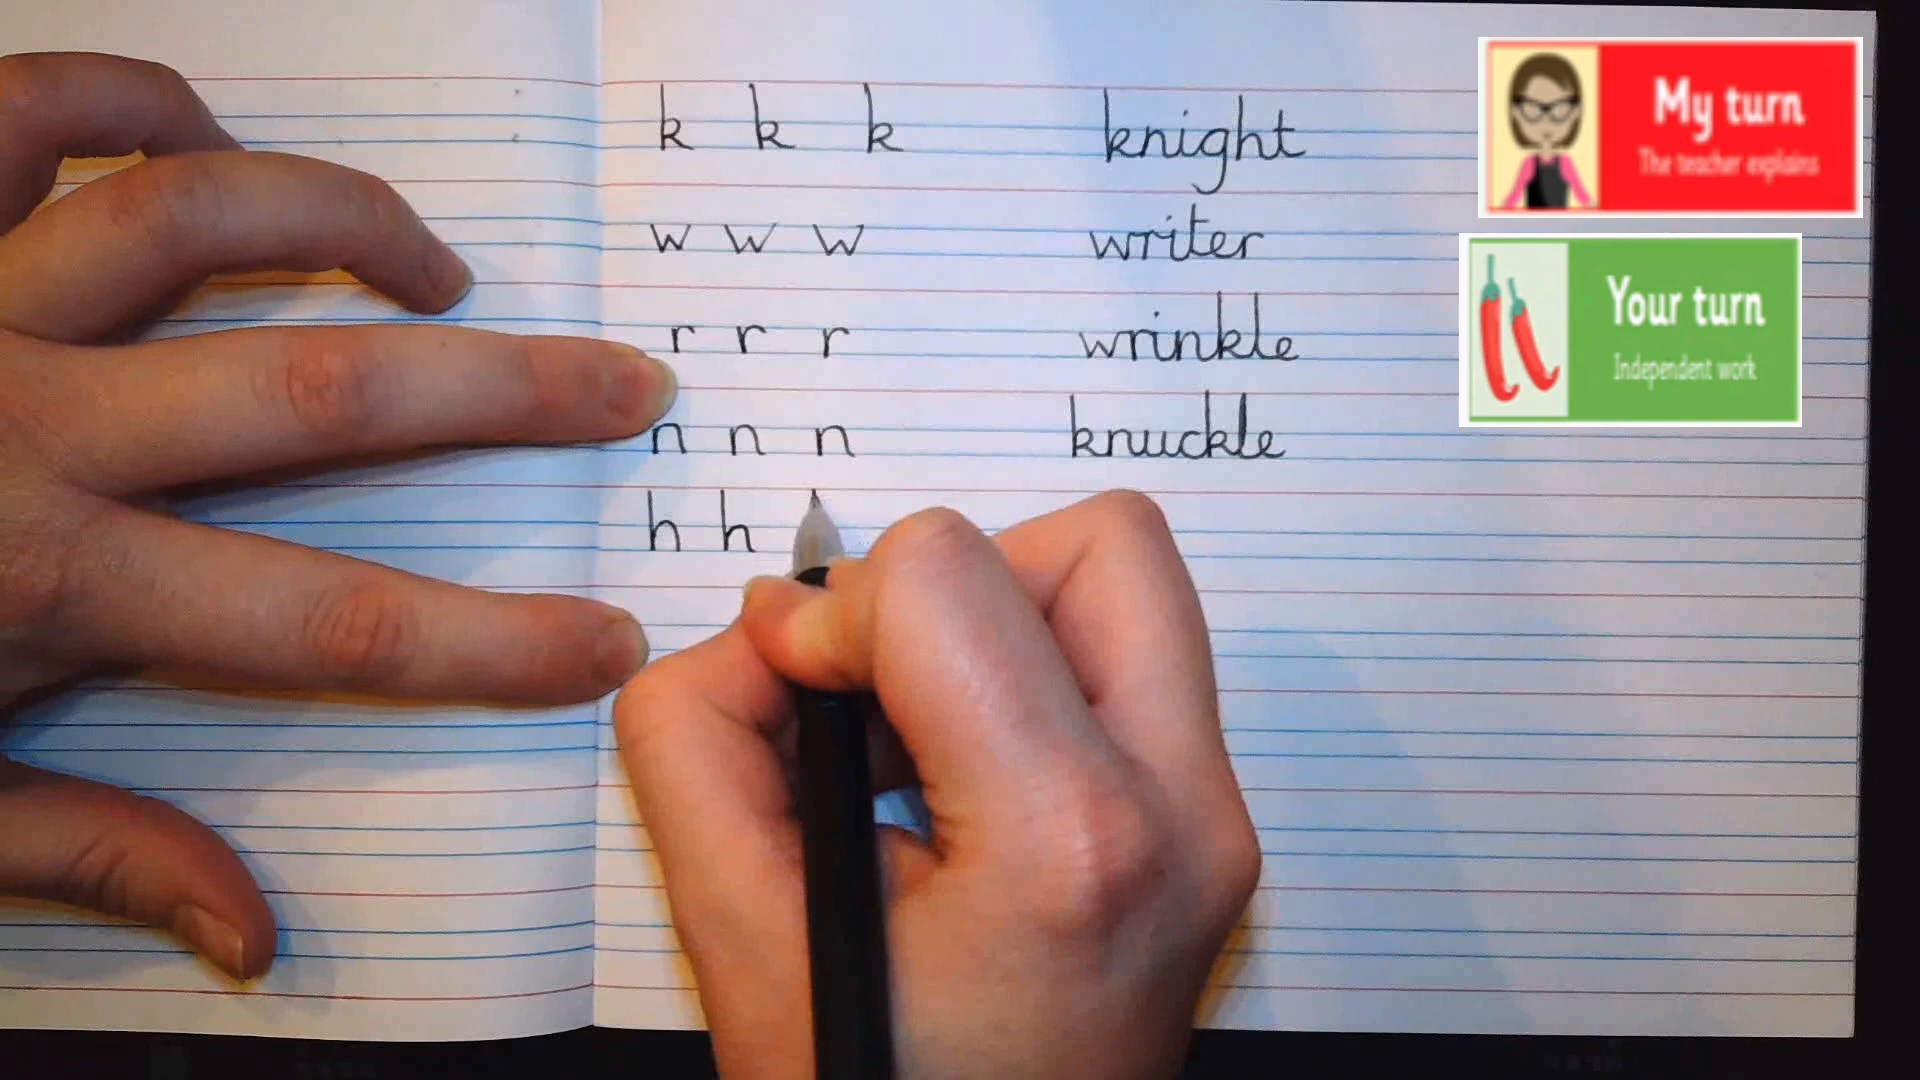 k k k knight
w w w writer
r r r wrinkle
n n n knuckle
h h
My turn
The teacher explains
Your turn
Independent work